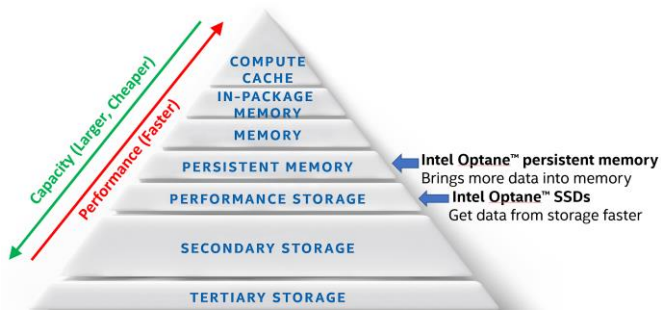 Capacity (Larger, Cheaper)
Performance (Faster)
COMPUTE
CACHE
IN-PACKAGE
MEMORY
MEMORY
PERSISTENT MEMORY
PERFORMANCE STORAGE
SECONDARY STORAGE
TERTIARY STORAGE
Intel Optane™ persistent memory
Brings more data into memory
Intel Optane™ SSDs
Get data from storage faster